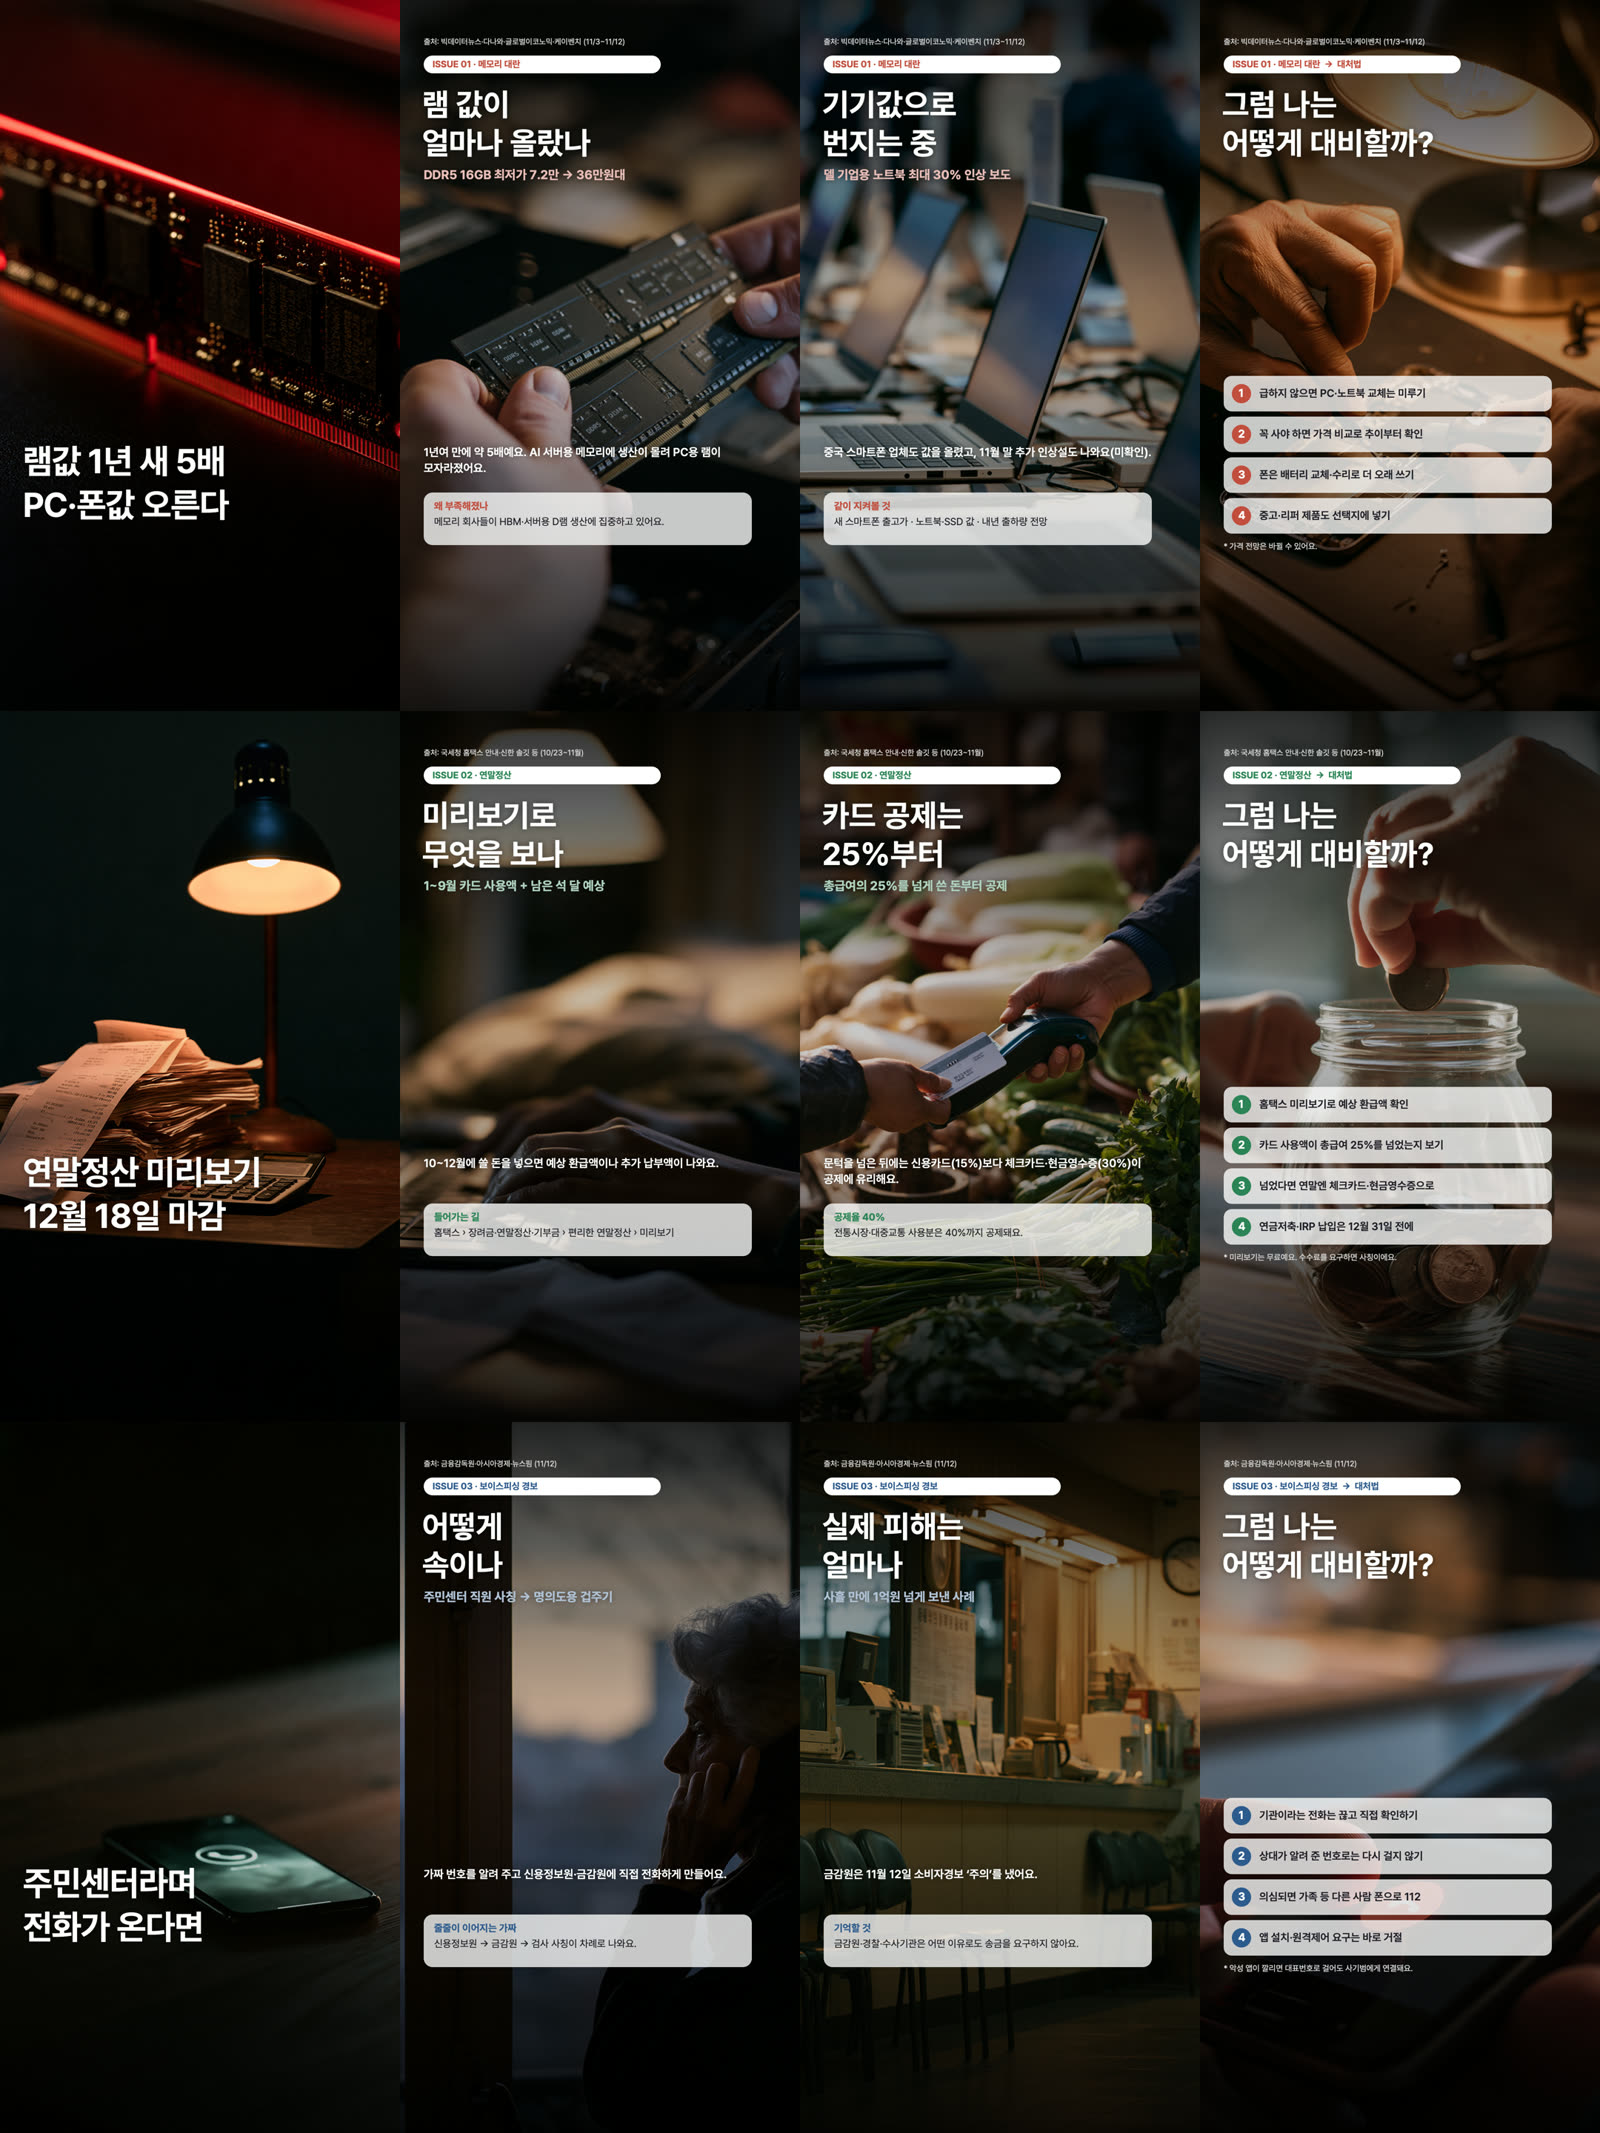 램값 1년 새 5배
PC·폰값 오른다
출처: 빅데이터뉴스·다나와·글로벌이코노믹·케이벤치 (11/3~11/12)
ISSUE 01 · 메모리 대란
램 값이
얼마나 올랐나
DDR5 16GB 최저가 7.2만 → 36만원대
1년여 만에 약 5배예요. AI 서버용 메모리에 생산이 몰려 PC용 램이
모자라졌어요.
왜 부족해졌나
메모리 회사들이 HBM·서버용 D램 생산에 집중하고 있어요.
출처: 빅데이터뉴스·다나와·글로벌이코노믹·케이벤치 (11/3~11/12)
ISSUE 01 · 메모리 대란
기기값으로
번지는 중
델 기업용 노트북 최대 30% 인상 보도
중국 스마트폰 업체도 값을 올렸고, 11월 말 추가 인상설도 나와요(미확인).
같이 지켜볼 것
새 스마트폰 출고가 · 노트북·SSD 값 · 내년 출하량 전망
출처: 빅데이터뉴스·다나와·글로벌이코노믹·케이벤치 (11/3~11/12)
ISSUE 01 · 메모리 대란 → 대처법
그럼 나는
어떻게 대비할까?
1 급하지 않으면 PC·노트북 교체는 미루기
2 꼭 사야 하면 가격 비교로 추이부터 확인
3 폰은 배터리 교체·수리로 더 오래 쓰기
4 중고·리퍼 제품도 선택지에 넣기
* 가격 전망은 바뀔 수 있어요.
연말정산 미리보기
12월 18일 마감
출처: 국세청 홈택스 안내·신한 솔깃 등 (10/23~11월)
ISSUE 02 · 연말정산
미리보기로
무엇을 보나
1~9월 카드 사용액 + 남은 석 달 예상
10~12월에 쓸 돈을 넣으면 예상 환급액이나 추가 납부액이 나와요.
들어가는 길
홈택스 › 장려금·연말정산·기부금 › 편리한 연말정산 › 미리보기
출처: 국세청 홈택스 안내·신한 솔깃 등 (10/23~11월)
ISSUE 02 · 연말정산
카드 공제는
25%부터
총급여의 25%를 넘게 쓴 돈부터 공제
문턱을 넘은 뒤에는 신용카드(15%)보다 체크카드·현금영수증(30%)이
공제에 유리해요.
공제율 40%
전통시장·대중교통 사용분은 40%까지 공제돼요.
출처: 국세청 홈택스 안내·신한 솔깃 등 (10/23~11월)
ISSUE 02 · 연말정산 → 대처법
그럼 나는
어떻게 대비할까?
1 홈택스 미리보기로 예상 환급액 확인
2 카드 사용액이 총급여 25%를 넘었는지 보기
3 넘었다면 연말엔 체크카드·현금영수증으로
4 연금저축·IRP 납입은 12월 31일 전에
* 미리보기는 무료예요. 수수료를 요구하면 사칭이에요.
주민센터라며
전화가 온다면
출처: 금융감독원·아시아경제·뉴스핌 (11/12)
ISSUE 03 · 보이스피싱 경보
어떻게
속이나
주민센터 직원 사칭 → 명의도용 겁주기
가짜 번호를 알려 주고 신용정보원·금감원에 직접 전화하게 만들어요.
줄줄이 이어지는 가짜
신용정보원 → 금감원 → 검사 사칭이 차례로 나와요.
출처: 금융감독원·아시아경제·뉴스핌 (11/12)
ISSUE 03 · 보이스피싱 경보
실제 피해는
얼마나
사흘 만에 1억원 넘게 보낸 사례
금감원은 11월 12일 소비자경보 ‘주의’를 냈어요.
기억할 것
금감원·경찰·수사기관은 어떤 이유로도 송금을 요구하지 않아요.
출처: 금융감독원·아시아경제·뉴스핌 (11/12)
ISSUE 03 · 보이스피싱 경보 → 대처법
그럼 나는
어떻게 대비할까?
1 기관이라는 전화는 끊고 직접 확인하기
2 상대가 알려 준 번호로는 다시 걸지 않기
3 의심되면 가족 등 다른 사람 폰으로 112
4 앱 설치·원격제어 요구는 바로 거절
* 악성 앱이 깔리면 대표번호로 걸어도 사기범에게 연결돼요.